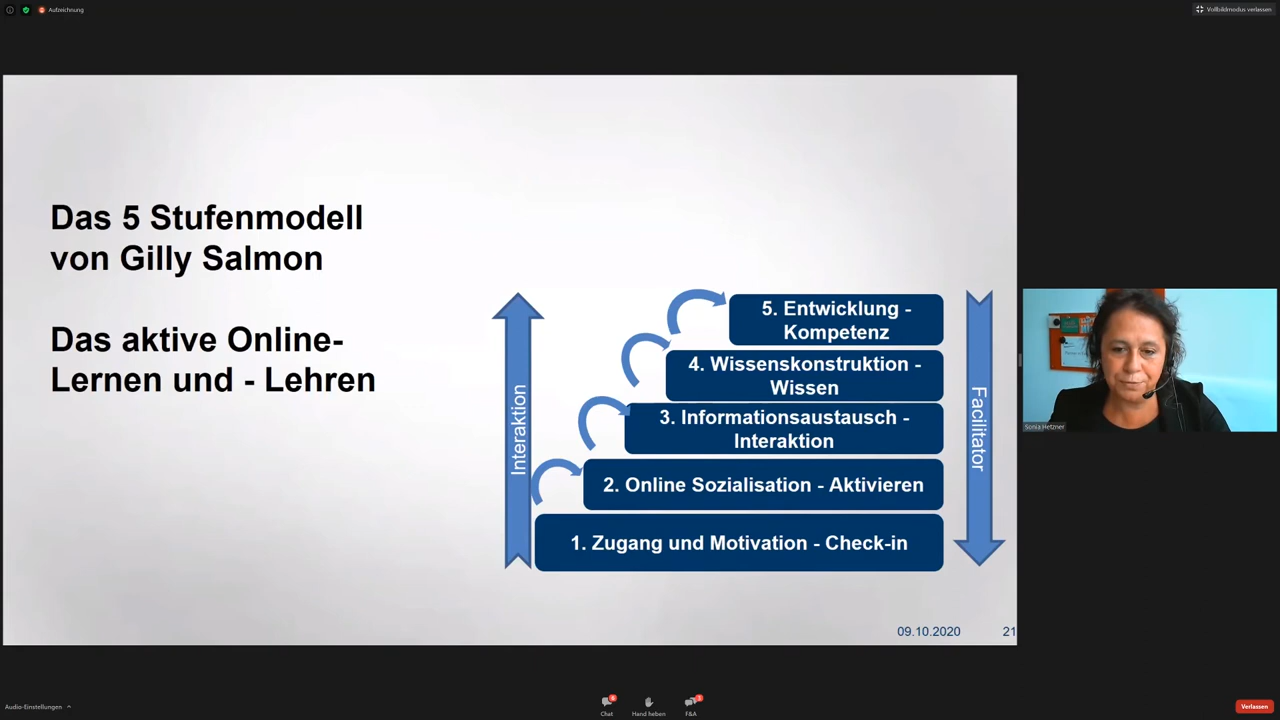 Aufzeichnung
Vollbildmodus verlassen
Das 5 Stufenmodell
von Gilly Salmon
Das aktive Online-
Lernen und - Lehren
Interaktion
5. Entwicklung -
Kompetenz
4. Wissenskonstruktion -
Wissen
3. Informationsaustausch -
Interaktion
2. Online Sozialisation - Aktivieren
1. Zugang und Motivation - Check-in
Facilitator
09.10.2020
21
Sonia Hetzner
Audio-Einstellungen
Chat
Hand heben
F&A
Verlassen